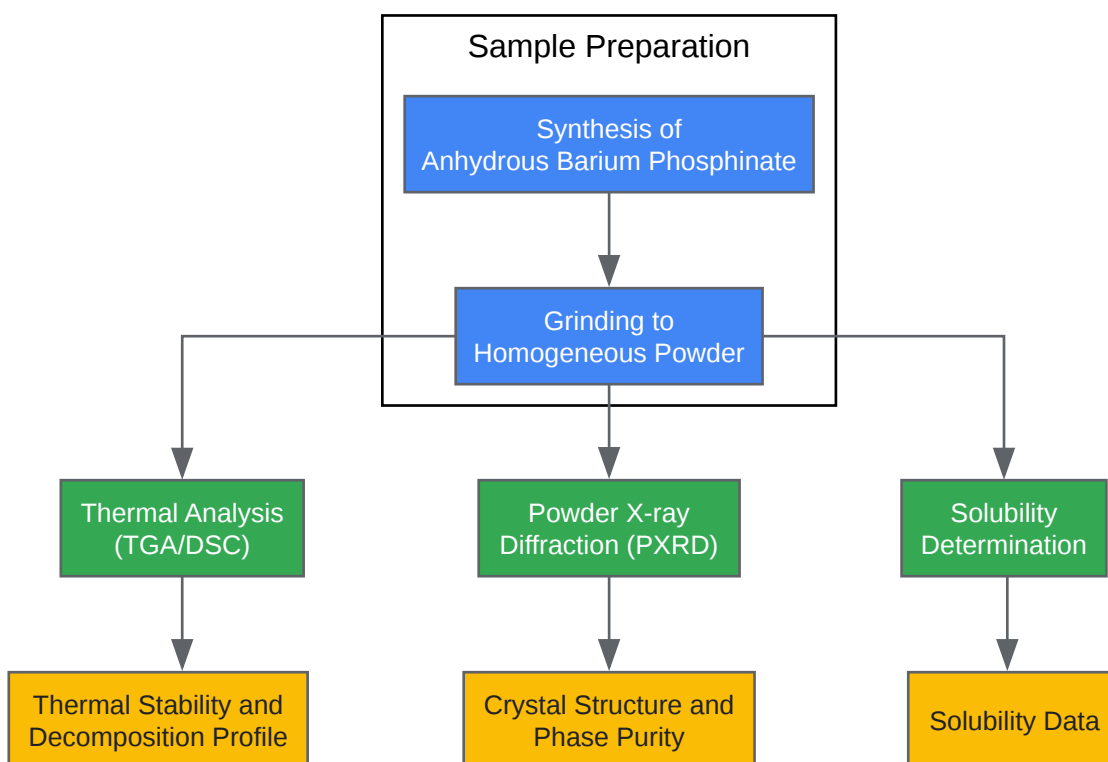 Sample Preparation
Synthesis of
Anhydrous Barium Phosphinate
Grinding to
Homogeneous Powder
Thermal Analysis
(TGA/DSC)
Powder X-ray
Diffraction (PXRD)
Solubility
Determination
Thermal Stability and
Decomposition Profile
Crystal Structure and
Phase Purity
Solubility Data